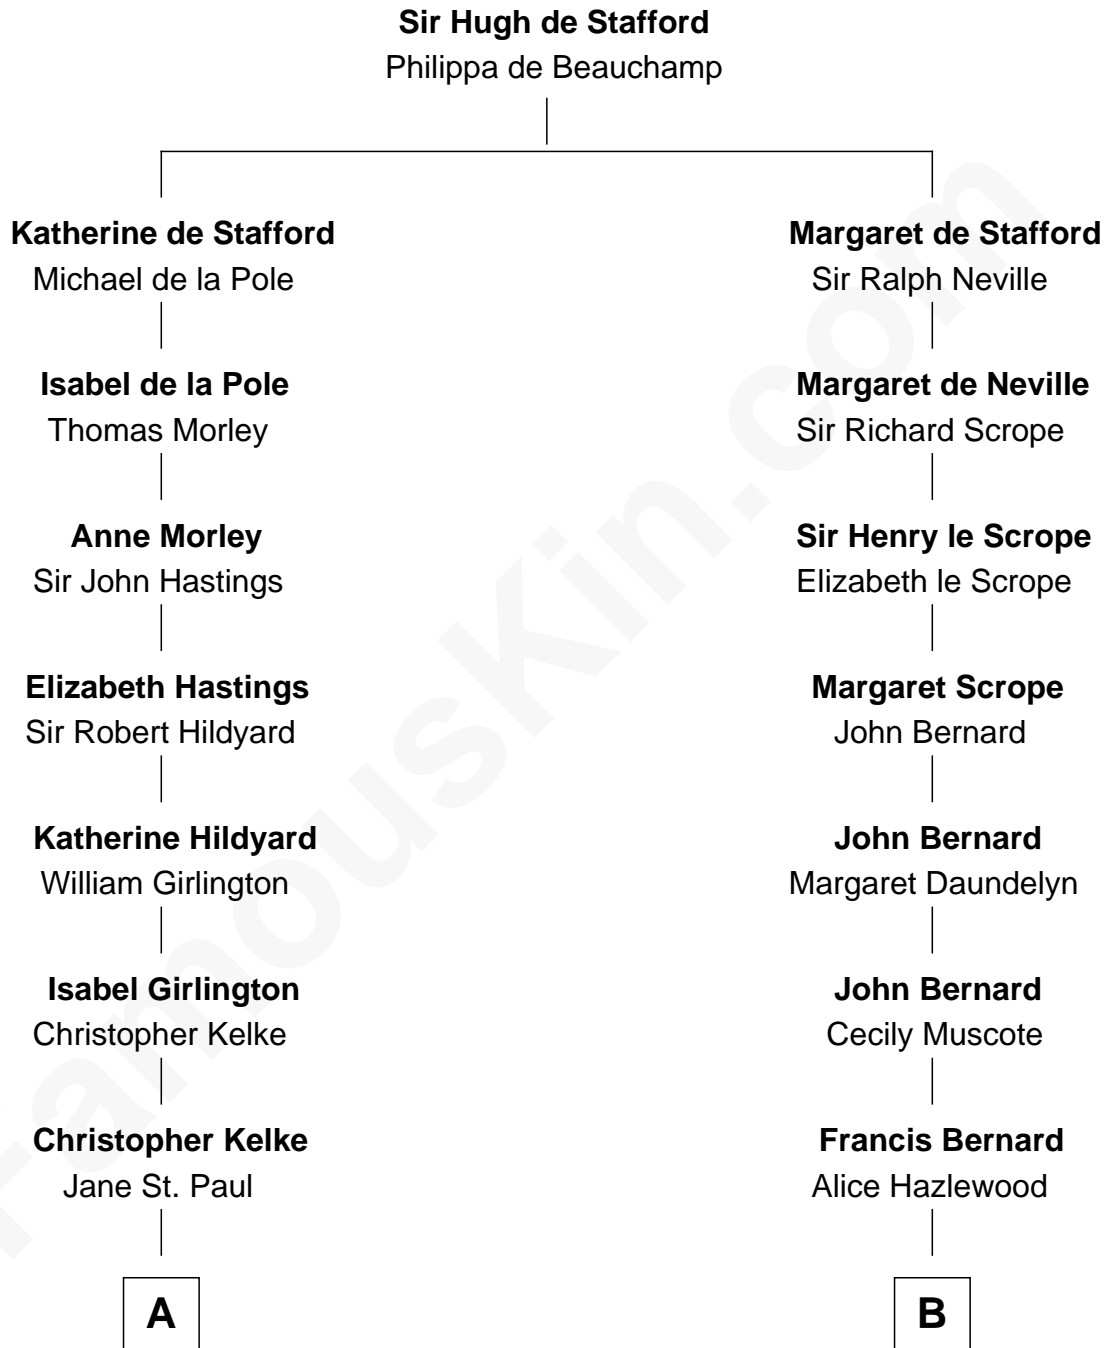 Sir Hugh de Stafford
Philippa de Beauchamp
Katherine de Stafford
Michael de la Pole
Margaret de Stafford
Sir Ralph Neville
Isabel de la Pole
Thomas Morley
Margaret de Neville
Sir Richard Scrope
Anne Morley
Sir John Hastings
Sir Henry le Scrope
Elizabeth le Scrope
Elizabeth Hastings
Sir Robert Hildyard
Margaret Scrope
John Bernard
Katherine Hildyard
William Girlington
John Bernard
Margaret Daundelyn
Isabel Girlington
Christopher Kelke
John Bernard
Cecily Muscote
Christopher Kelke
Jane St. Paul
Francis Bernard
Alice Hazlewood
A
B
FamousKin.com